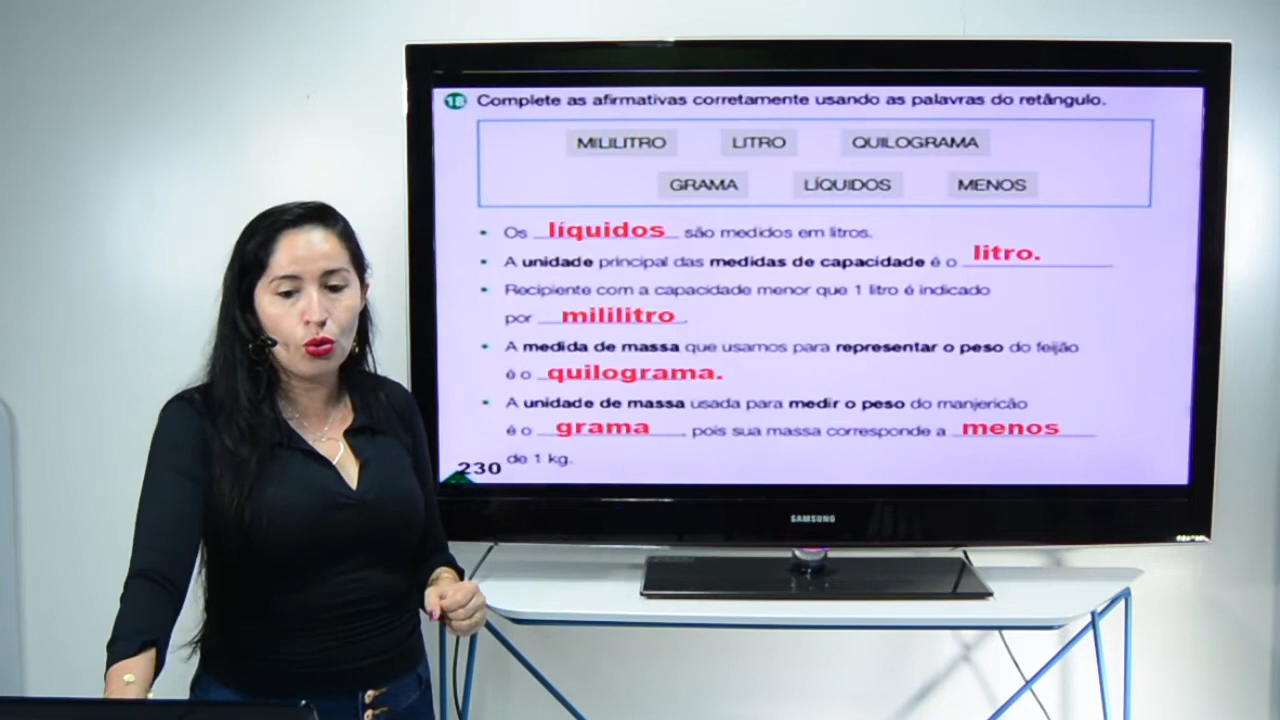 18 Complete as afirmativas corretamente usando as palavras do retângulo.
MILILITRO LITRO QUILOGRAMA
GRAMA LÍQUIDOS MENOS
• Os líquidos são medidos em litros.
• A unidade principal das medidas de capacidade é o litro.
• Recipiente com a capacidade menor que 1 litro é indicado
por mililitro.
• A medida de massa que usamos para representar o peso do feijão
é o quilograma.
• A unidade de massa usada para medir o peso do manjericão
é o grama, pois sua massa corresponde a menos
de 1 kg.
230
SAMSUNG